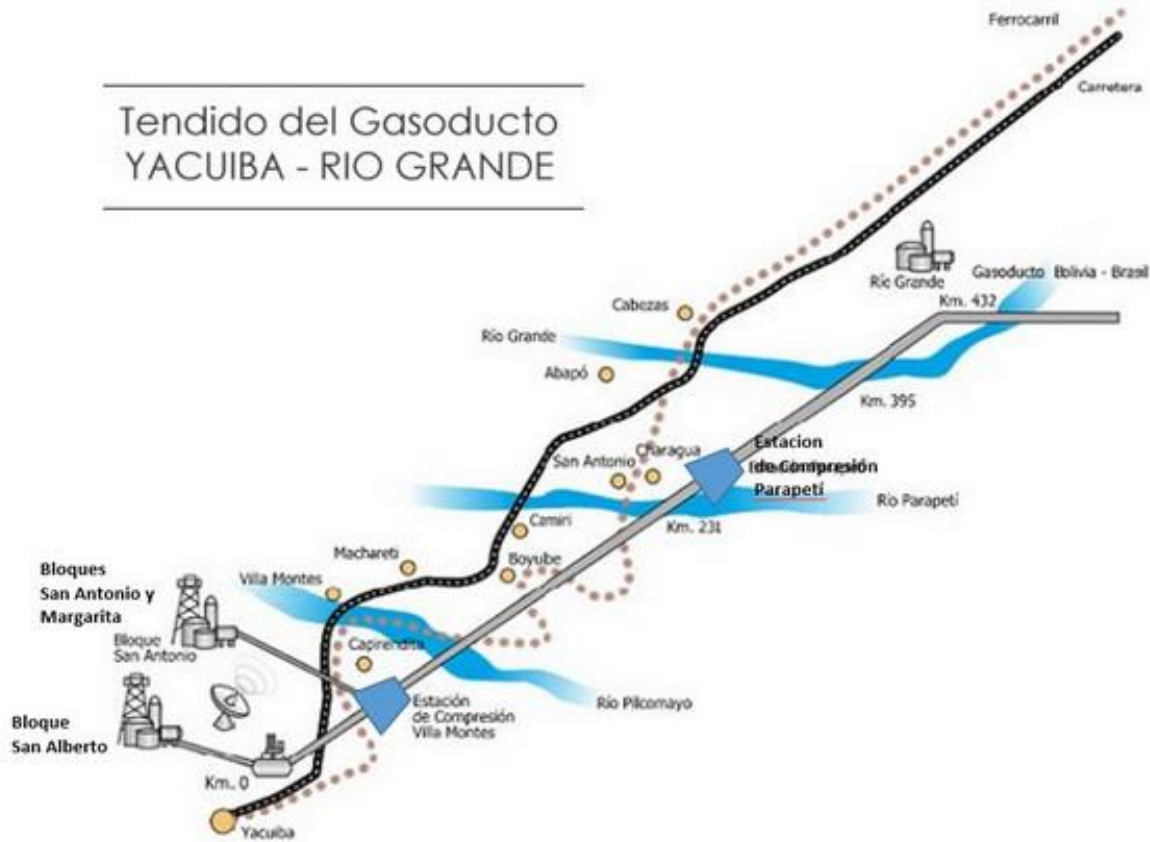 Ferrocarril
Carretera
Tendido del Gasoducto
YACUIBA - RIO GRANDE
Río Grande
Gasoducto Bolivia - Brasil
Km. 432
Cabezas
Río Grande
Abapó
Km. 395
Charagua
San Antonio
Estacion
de Compresión
Parapetí
Río Parapetí
Km. 231
Camiri
Boyuibe
Machareti
Villa Montes
Bloques
San Antonio y
Margarita
Bloque
San Antonio
Capirendita
Estación
de Compresión
Villa Montes
Río Pilcomayo
Bloque
San Alberto
Km. 0
Yacuiba